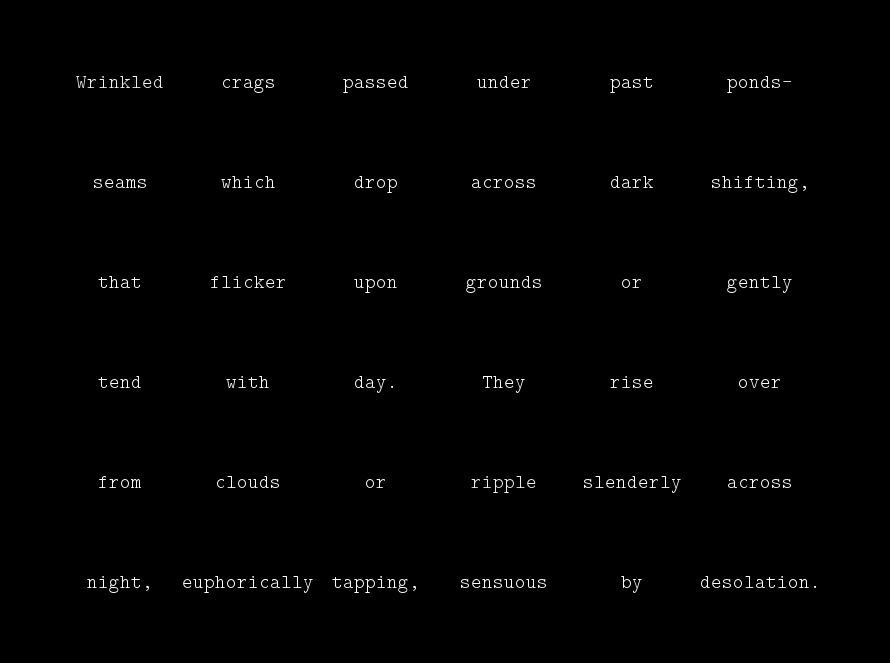 Wrinkled crags passed under past ponds-
seams which drop across dark shifting,
that flicker upon grounds or gently
tend with day. They rise over
from clouds or ripple slenderly across
night, euphorically tapping, sensuous by desolation.